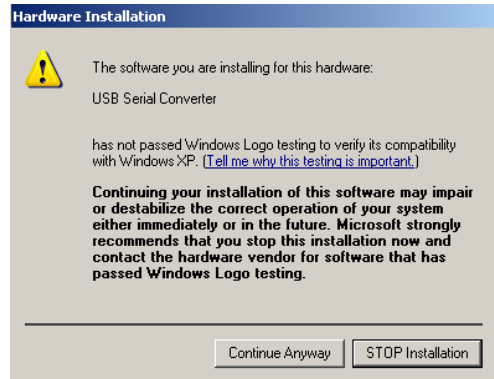 Hardware Installation
The software you are installing for this hardware:
USB Serial Converter
has not passed Windows Logo testing to verify its compatibility
with Windows XP. (Tell me why this testing is important.)
Continuing your installation of this software may impair
or destabilize the correct operation of your system
either immediately or in the future. Microsoft strongly
recommends that you stop this installation now and
contact the hardware vendor for software that has
passed Windows Logo testing.
Continue Anyway STOP Installation